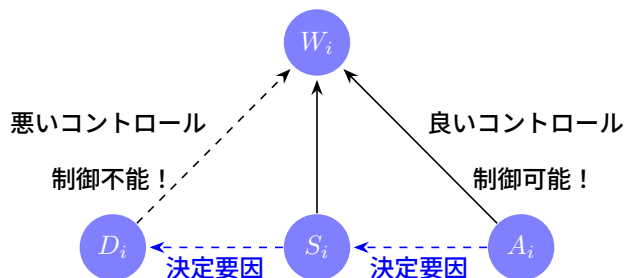 W_i
悪いコントロール
良いコントロール
制御不能！
制御可能！
D_i
S_i
A_i
決定要因
決定要因